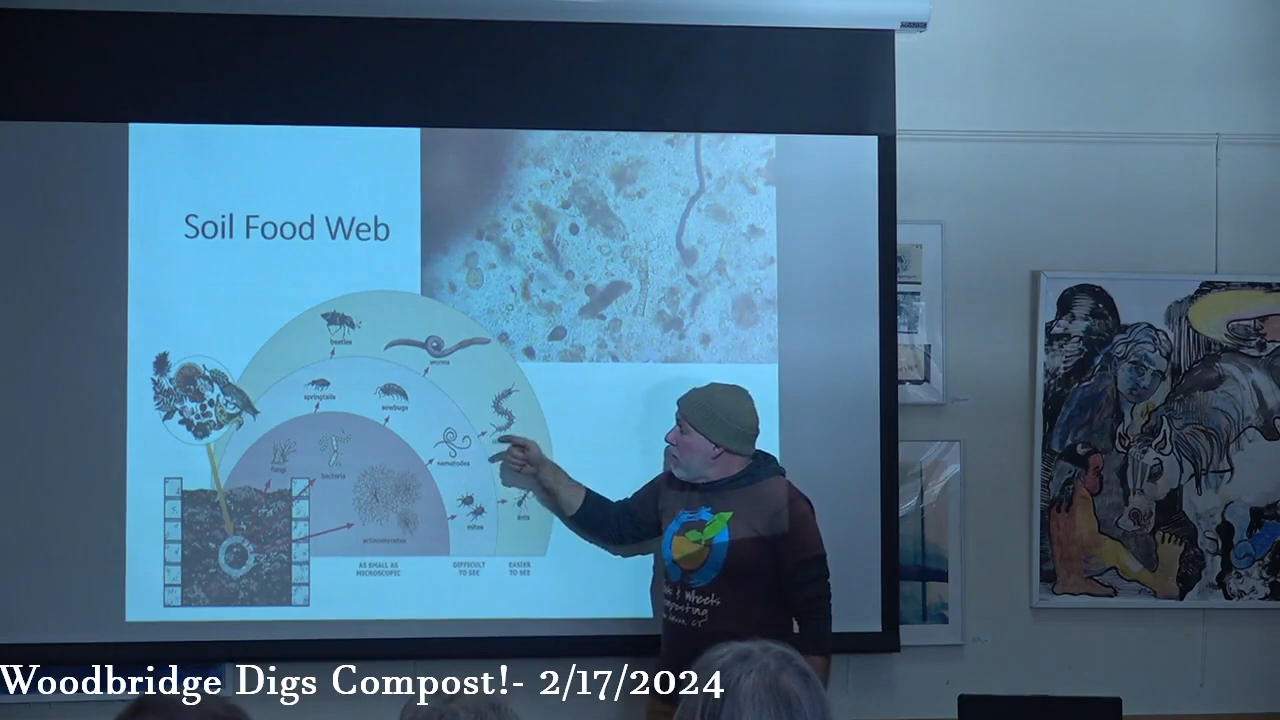 Soil Food Web
beetles
worms
springtails
sowbugs
fungi
bacteria
nematodes
actinomycetes
mites
ants
AS SMALL AS
MICROSCOPIC
DIFFICULT
TO SEE
EASIER
TO SEE
& Wheels
Woodbridge Digs Compost!- 2/17/2024